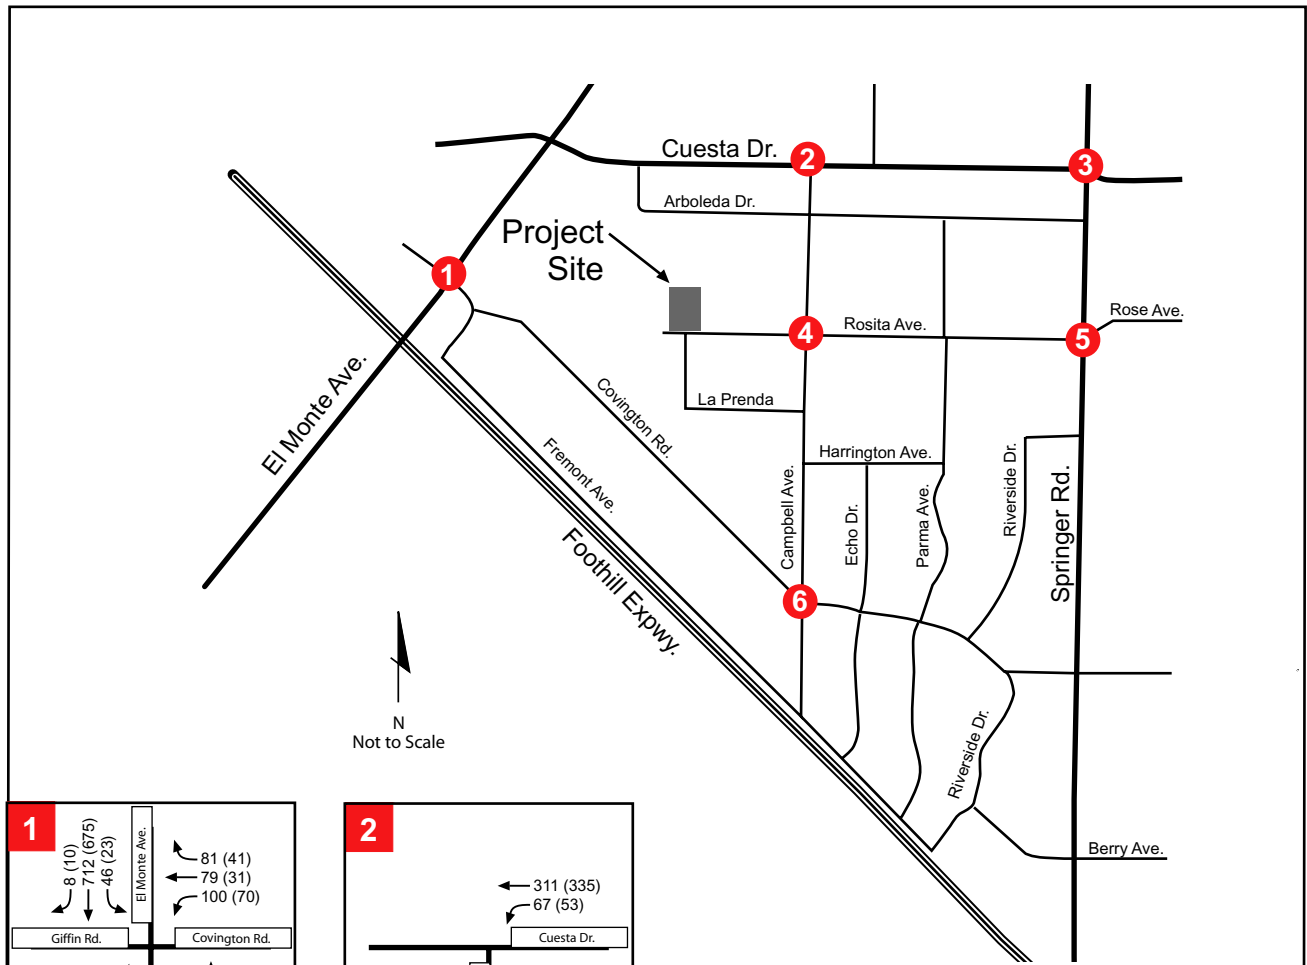 Cuesta Dr.
2
3
Arboleda Dr.
Project
Site
1
Rose Ave.
4
Rosita Ave.
5
El Monte Ave.
Covington Rd.
La Prenda
Fremont Ave.
Harrington Ave.
Campbell Ave.
Echo Dr.
Parma Ave.
Riverside Dr.
Springer Rd.
Foothill Expwy.
6
N
Not to Scale
Riverside Dr.
Berry Ave.
1
8 (10)
712 (675)
46 (23)
El Monte Ave.
81 (41)
79 (31)
100 (70)
Giffin Rd.
Covington Rd.
2
311 (335)
67 (53)
Cuesta Dr.